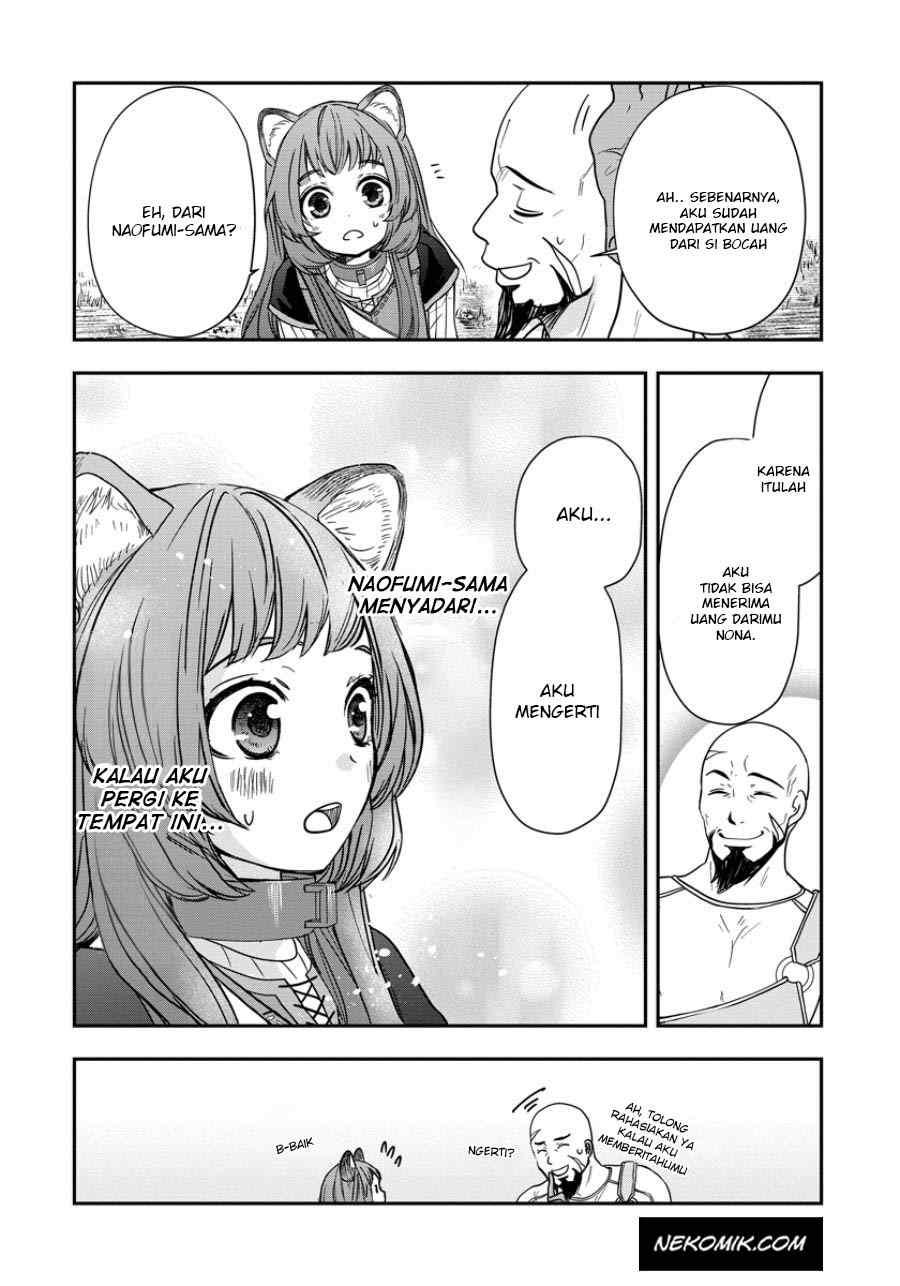 AH.. SEBENARNYA,
AKU SUDAH
MENDAPATKAN UANG
DARI SI BOCAH
EH, DARI
NAOFUMI-SAMA?
KARENA
ITULAH
AKU
TIDAK BISA
MENERIMA
UANG DARIMU
NONA.
AKU...
AKU
MENGERTI
NAOFUMI-SAMA
MENYADARI...
KALAU AKU
PERGI KE
TEMPAT INI...
AH, TOLONG
RAHASIAKAN YA
KALAU AKU
MEMBERITAHUMU
NGERTI?
B-BAIK
NEKOMIK.COM